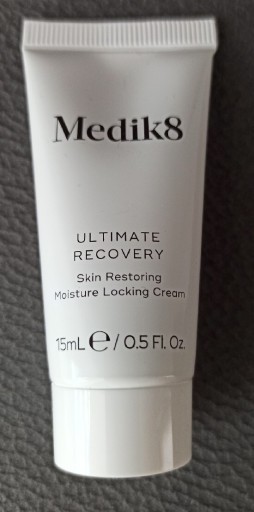 Medik8
ULTIMATE
RECOVERY
Skin Restoring
Moisture Locking Cream
15mL ℮ / 0.5 Fl. Oz.